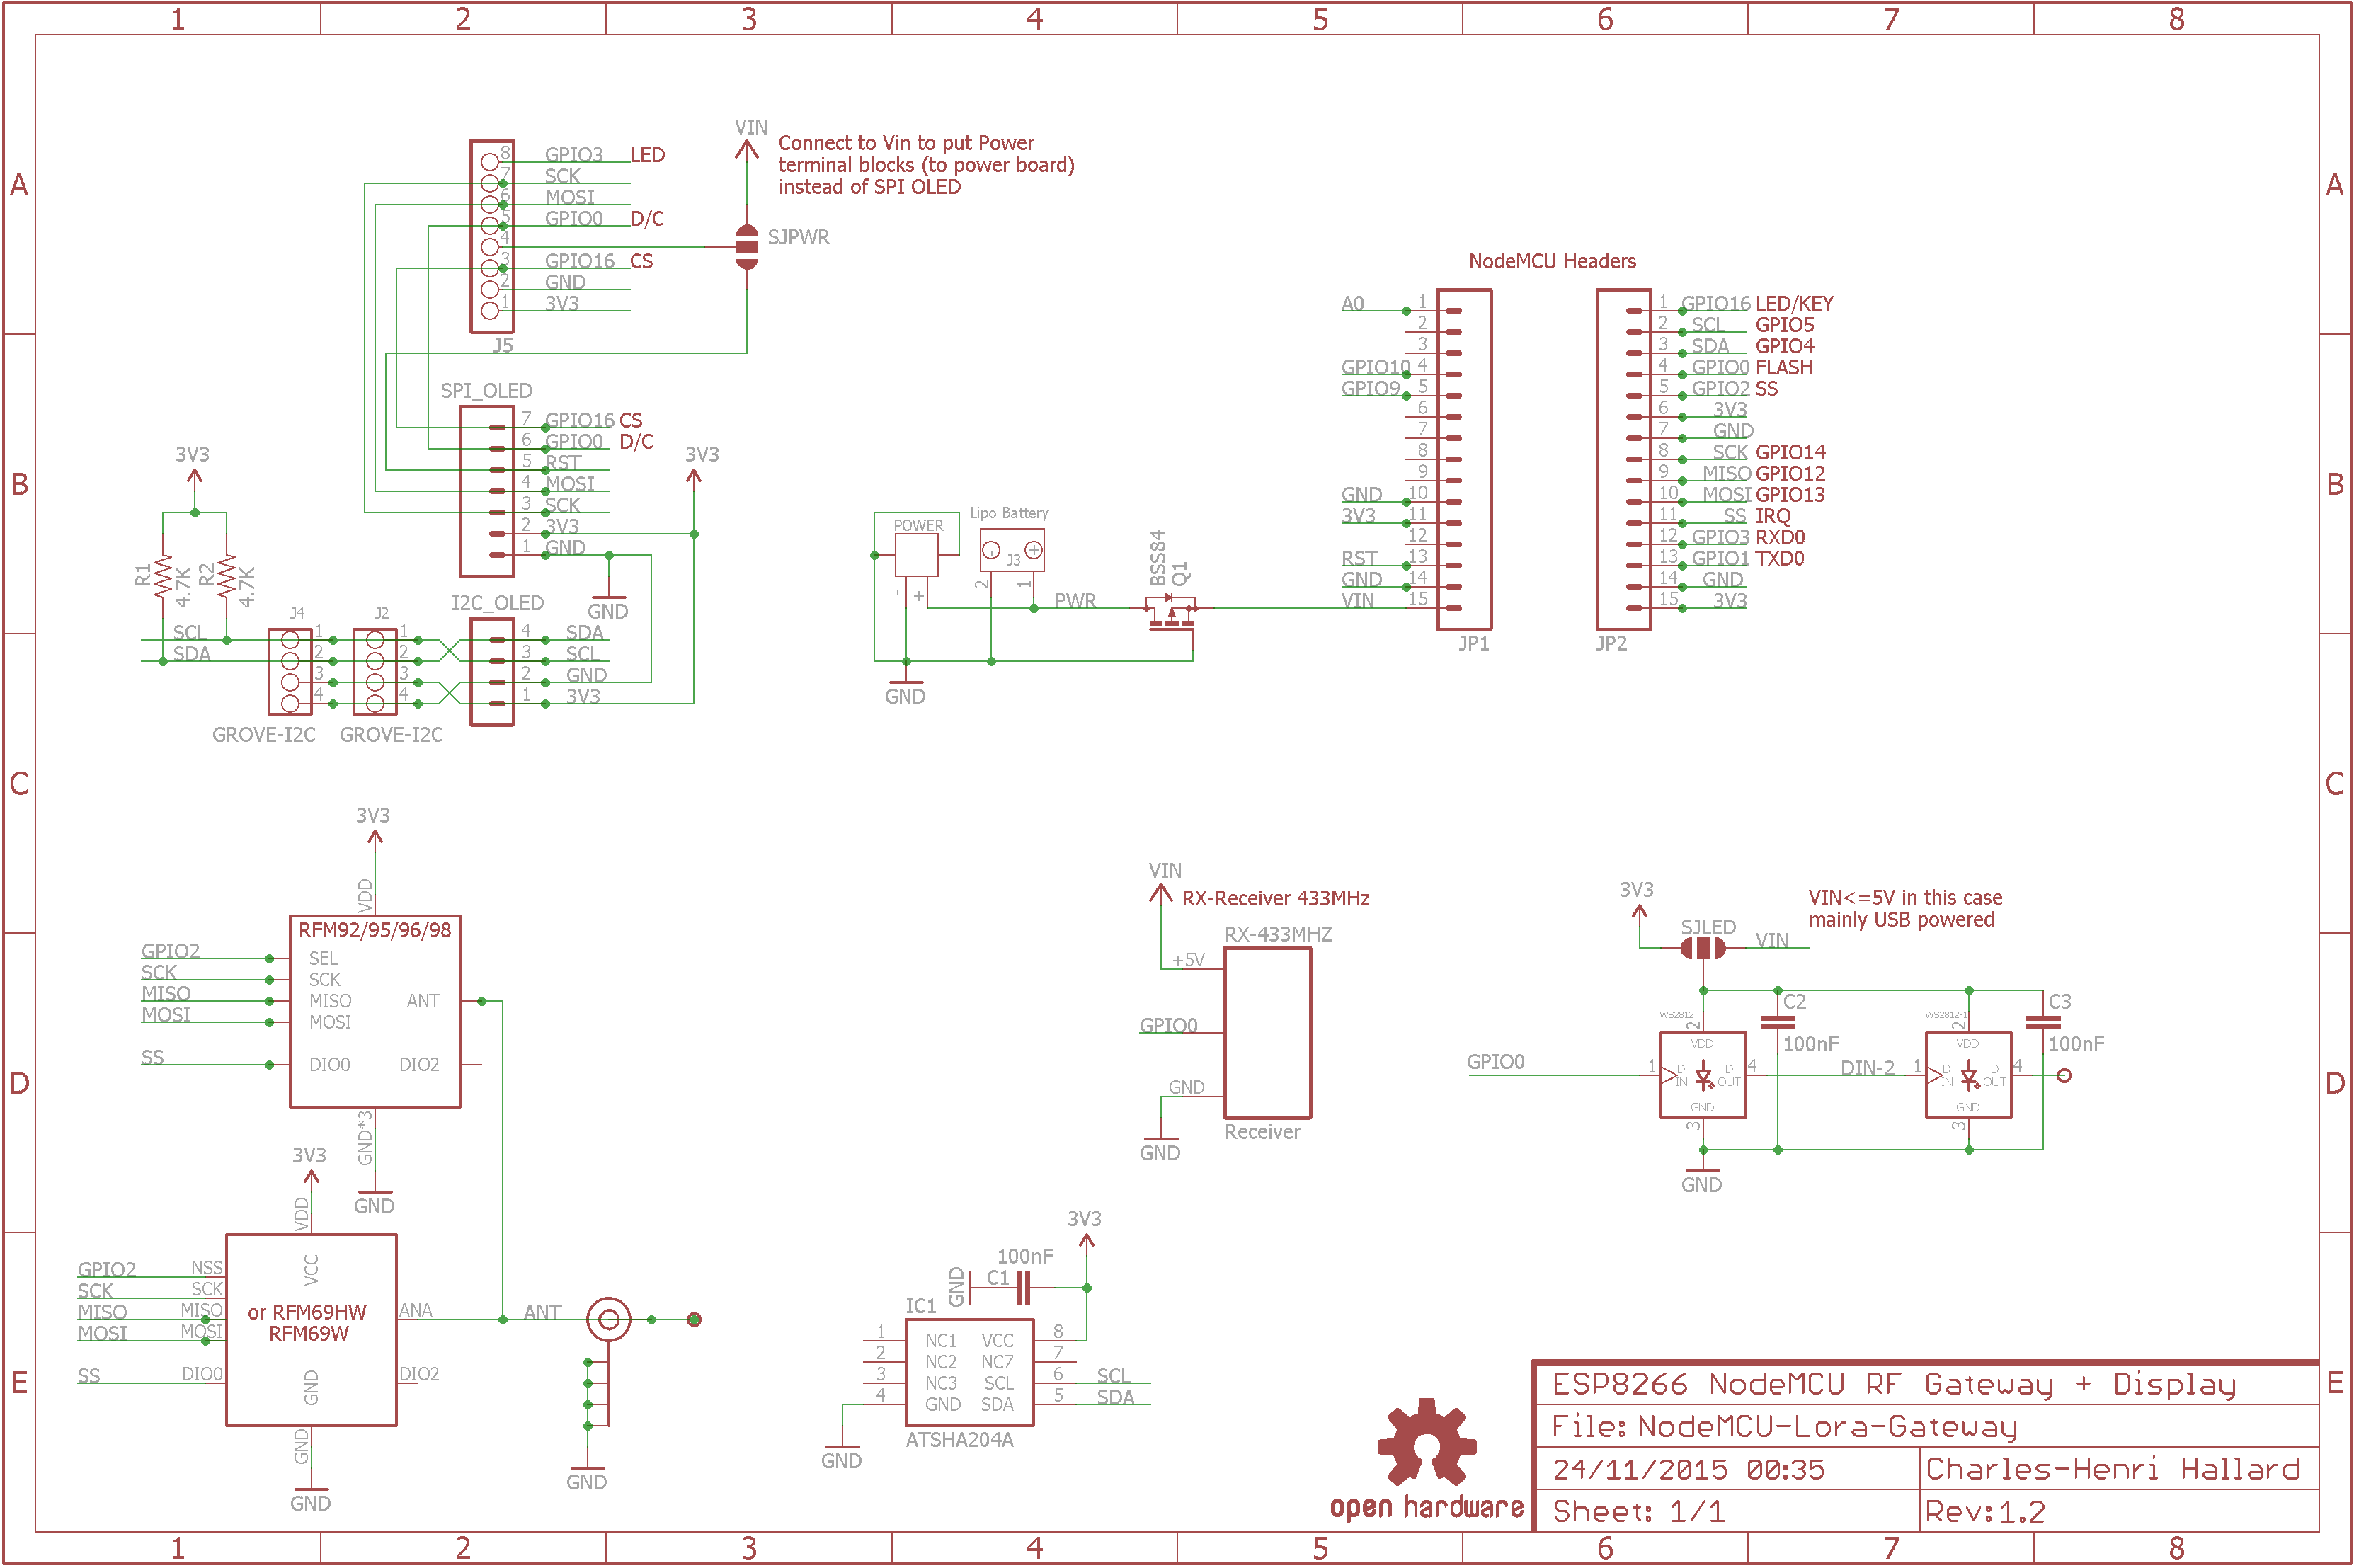 1 2 3 4 5 6 7 8
A
B
C
D
E
A
B
C
D
E
8 GPIO3 LED
7 SCK
6 MOSI
5 GPIO0 D/C
4
3 GPIO16 CS
2 GND
1 3V3
J5
VIN
Connect to Vin to put Power
terminal blocks (to power board)
instead of SPI OLED
SJPWR
SPI_OLED
7 GPIO16 CS
6 GPIO0 D/C
5 RST
4 MOSI
3 SCK
2 3V3
1 GND
3V3
GND
3V3
R1
4.7K
R2
4.7K
SCL
SDA
J4
1
2
3
4
GROVE-I2C
J2
1
2
3
4
GROVE-I2C
I2C_OLED
4 SDA
3 SCL
2 GND
1 3V3
POWER
- +
Lipo Battery
- +
J3
2 1
GND
PWR
BSS84
Q1
NodeMCU Headers
A0 1
2
3
GPIO10 4
GPIO9 5
6
7
8
9
GND 10
3V3 11
12
RST 13
GND 14
VIN 15
JP1
1 GPIO16 LED/KEY
2 SCL GPIO5
3 SDA GPIO4
4 GPIO0 FLASH
5 GPIO2 SS
6 3V3
7 GND
8 SCK GPIO14
9 MISO GPIO12
10 MOSI GPIO13
11 SS IRQ
12 GPIO3 RXD0
13 GPIO1 TXD0
14 GND
15 3V3
JP2
3V3
VDD
RFM92/95/96/98
GPIO2 SEL
SCK SCK
MISO MISO ANT
MOSI MOSI
SS DIO0 DIO2
GND*3
GND
3V3
VDD
VCC
GPIO2 NSS
SCK SCK
MISO MISO
MOSI MOSI
SS DIO0
or RFM69HW
RFM69W
ANA
DIO2
GND
GND
GND
ANT
GND
3V3
100nF
GND C1
IC1
1 NC1 VCC 8
2 NC2 NC7 7
3 NC3 SCL 6 SCL
4 GND SDA 5 SDA
ATSHA204A
GND
VIN
RX-Receiver 433MHz
RX-433MHZ
+5V
GPIO0
GND
Receiver
GND
3V3
SJLED
VIN
VIN<=5V in this case
mainly USB powered
GPIO0
WS2812
2
VDD
1 D IN D OUT 4
GND
3
GND
C2
100nF
DIN-2
WS2812-1
2
VDD
1 D IN D OUT 4
GND
3
C3
100nF
open hardware
ESP8266 NodeMCU RF Gateway + Display
File: NodeMCU-Lora-Gateway
24/11/2015 00:35 Charles-Henri Hallard
Sheet: 1/1 Rev:1.2
1 2 3 4 5 6 7 8